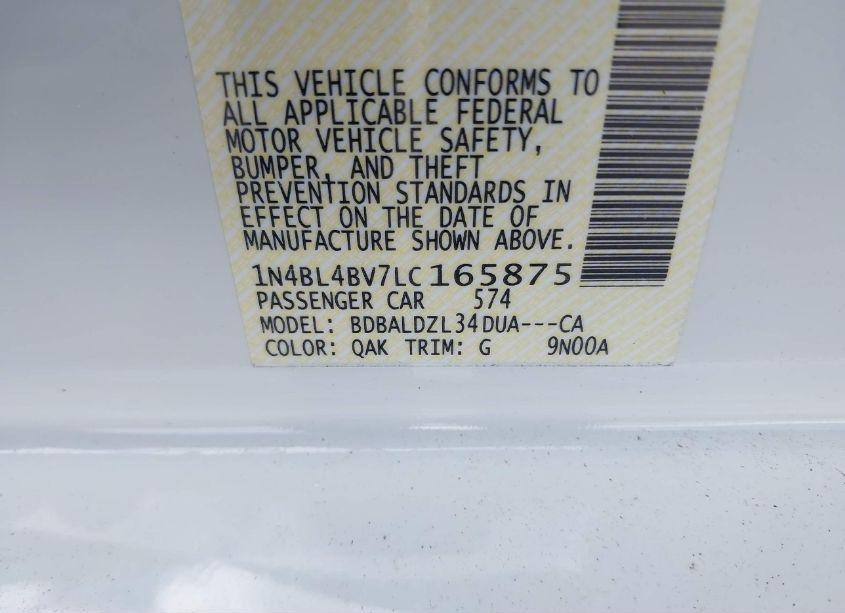 THIS VEHICLE CONFORMS TO
ALL APPLICABLE FEDERAL
MOTOR VEHICLE SAFETY,
BUMPER, AND THEFT
PREVENTION STANDARDS IN
EFFECT ON THE DATE OF
MANUFACTURE SHOWN ABOVE.
1N4BL4BV7LC165875
PASSENGER CAR 574
MODEL: BDBALDZL34DUA---CA
COLOR: QAK TRIM: G 9N00A